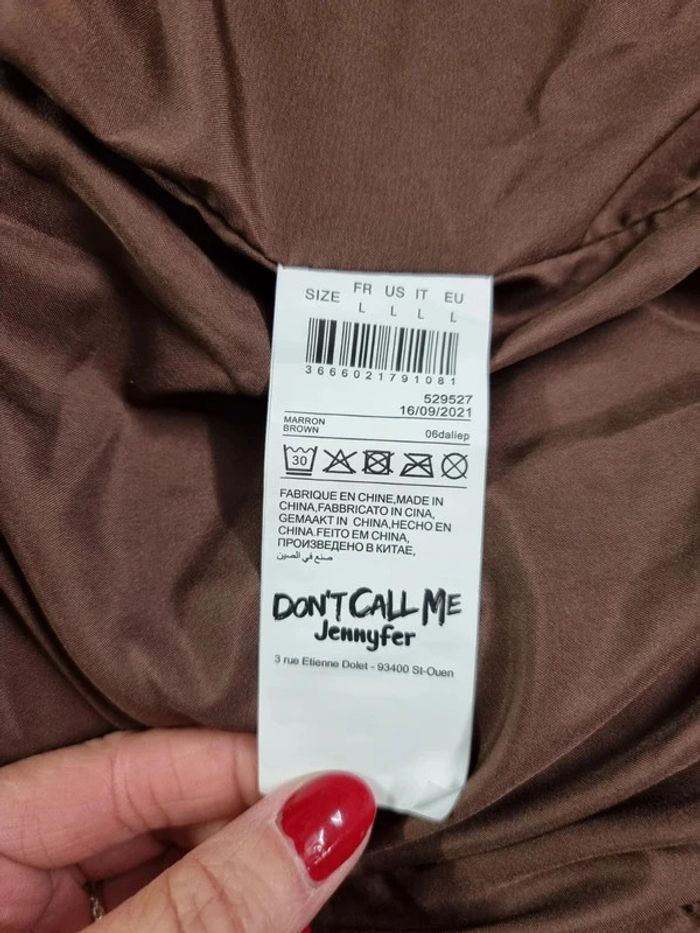 SIZE FR US IT EU
L L L L
3666021791081
529527
16/09/2021
MARRON
BROWN 06daliep
30
FABRIQUE EN CHINE,MADE IN
CHINA,FABBRICATO IN CINA,
GEMAAKT IN CHINA,HECHO EN
CHINA.FEITO EM CHINA,
ПРОИЗВЕДЕНО В КИТАЕ,
صنع في الصين
DON'T CALL ME
Jennyfer
3 rue Etienne Dolet - 93400 St-Ouen